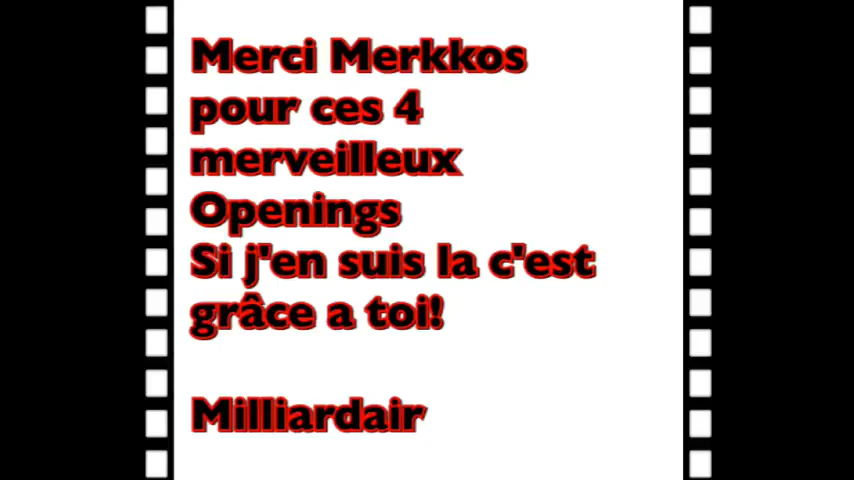 Merci Merkkos
pour ces 4
merveilleux
Openings
Si j'en suis la c'est
grâce a toi!
Milliardair